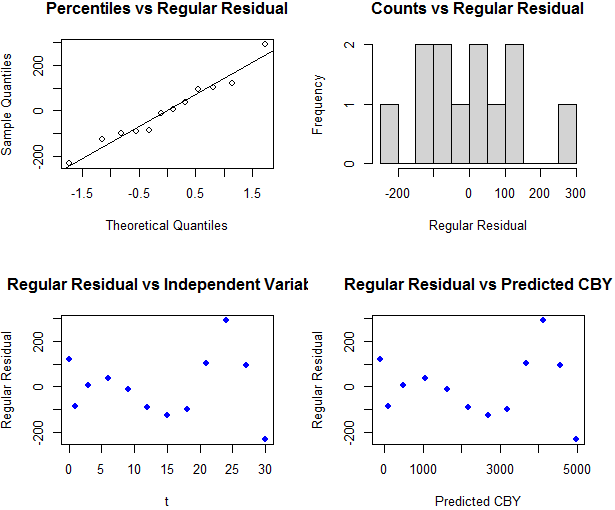 Percentiles vs Regular Residual
Sample Quantiles
200
0
-200
-1.5
-0.5
0.5
1.5
Theoretical Quantiles
Counts vs Regular Residual
Frequency
2
1
0
-200
0
100
300
Regular Residual
Regular Residual vs Independent Variab
Regular Residual
200
0
-200
0
5
10
15
20
25
30
t
Regular Residual vs Predicted CBY
Regular Residual
200
0
-200
0
1000
3000
5000
Predicted CBY